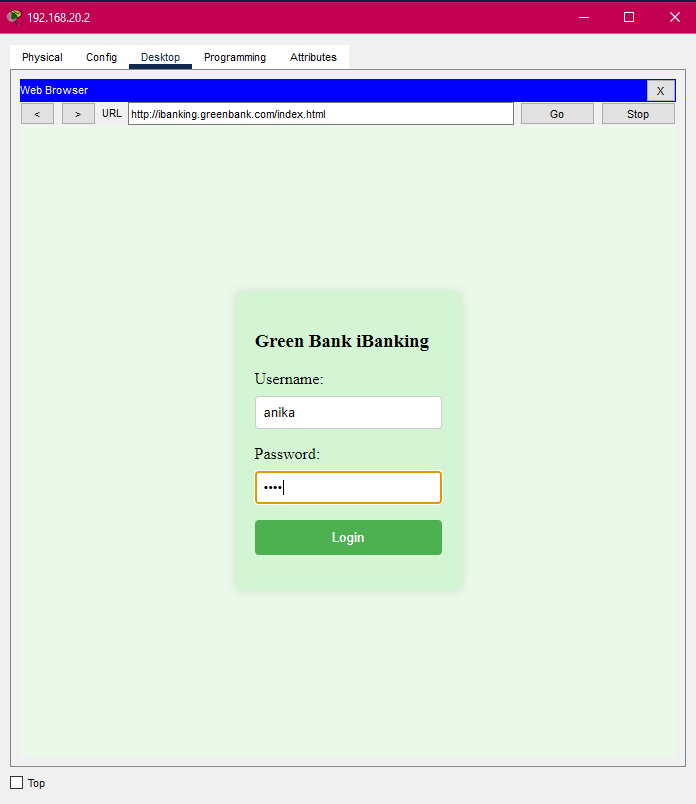 192.168.20.2
Physical Config Desktop Programming Attributes
Web Browser X
< > URL http://ibanking.greenbank.com/index.html Go Stop
Green Bank iBanking
Username:
anika
Password:
••••
Login
Top